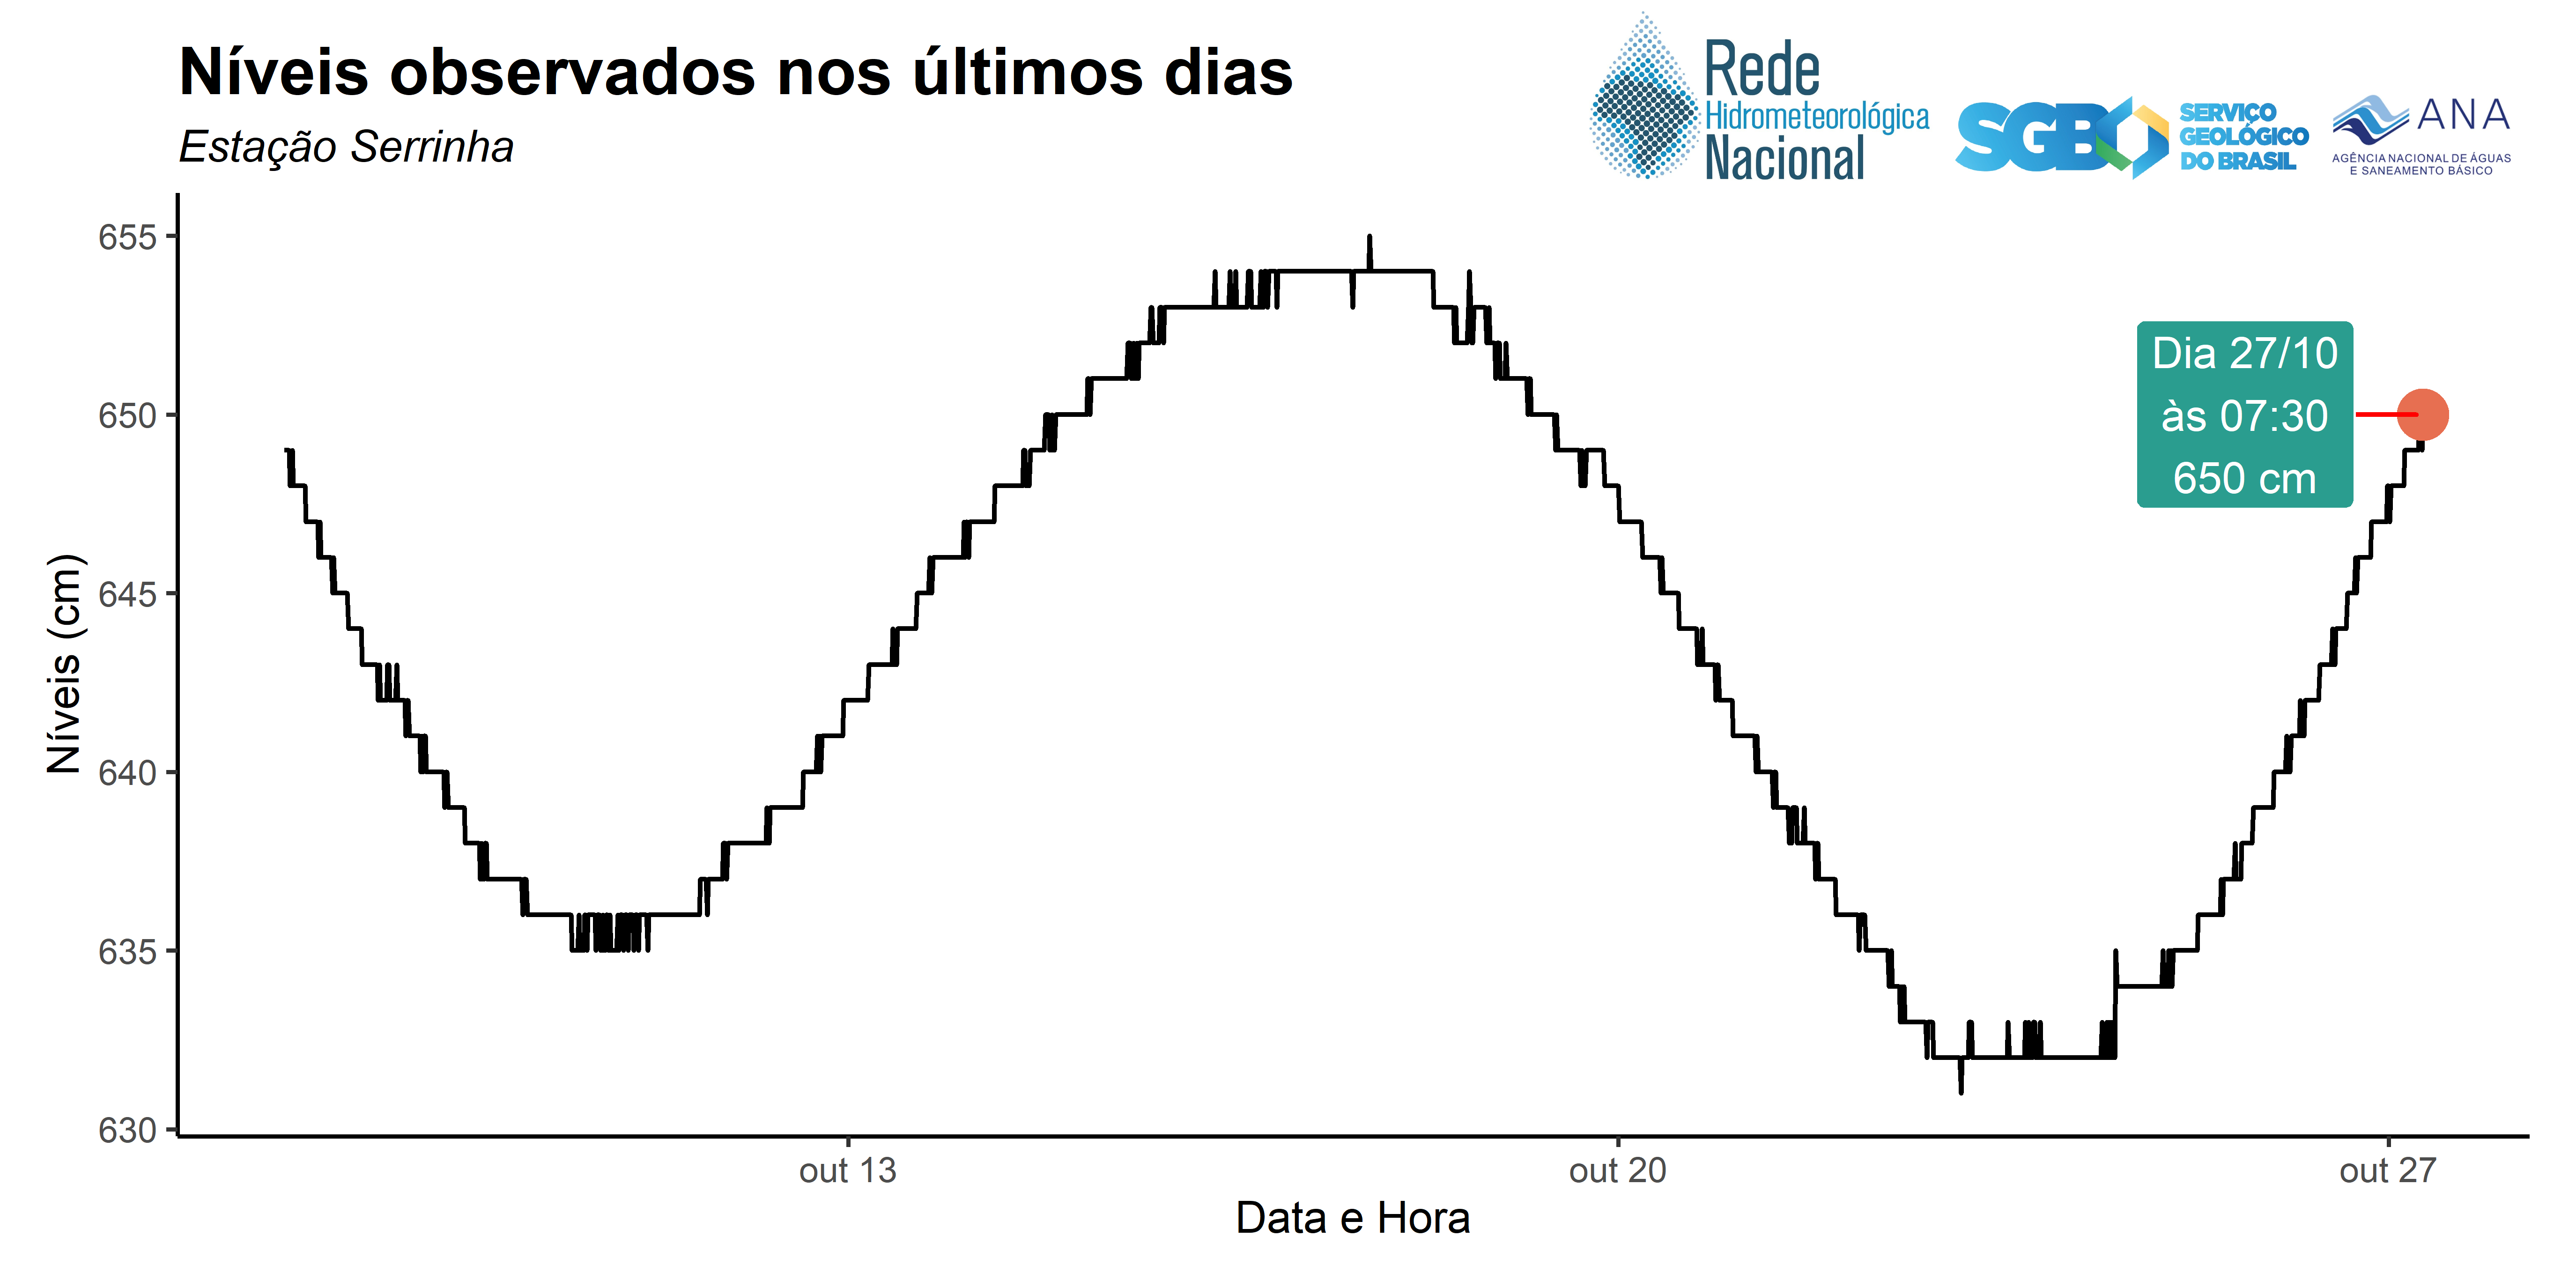 Níveis observados nos últimos dias
Estação Serrinha
Rede
Hidrometeorológica
Nacional
SGB
SERVIÇO
GEOLÓGICO
DO BRASIL
ANA
AGÊNCIA NACIONAL DE ÁGUAS
E SANEAMENTO BÁSICO
655
650
645
640
635
630
Níveis (cm)
Dia 27/10
às 07:30
650 cm
out 13
out 20
out 27
Data e Hora